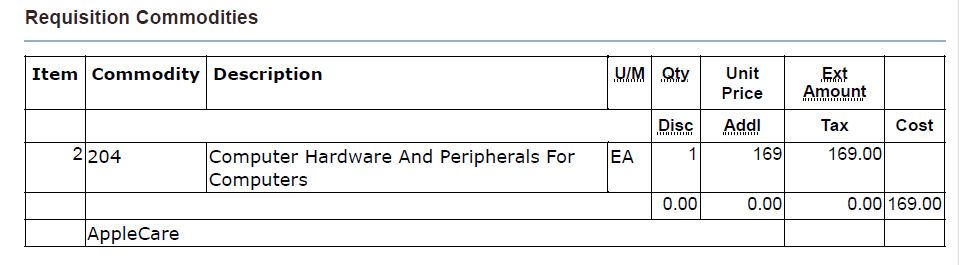 Requisition Commodities
Item Commodity Description U/M Qty Unit Price Ext Amount
Disc Addl Tax Cost
2 204 Computer Hardware And Peripherals For Computers EA 1 169 169.00
0.00 0.00 0.00 169.00
AppleCare